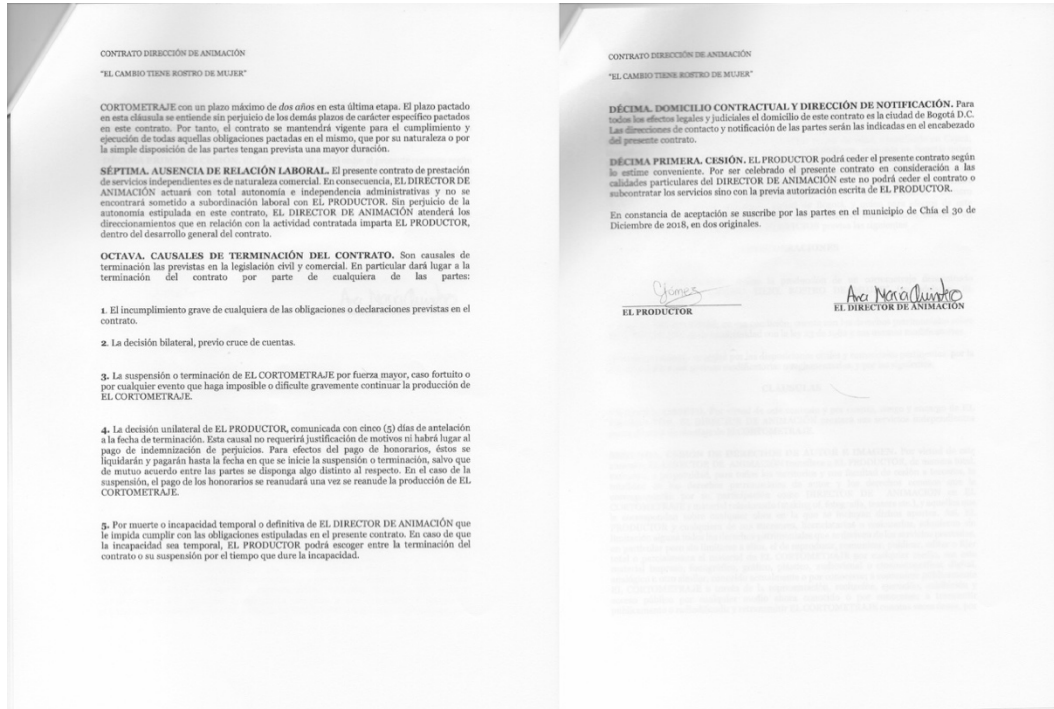 CONTRATO DIRECCIÓN DE ANIMACIÓN
"EL CAMBIO TIENE ROSTRO DE MUJER"
CORTOMETRAJE con un plazo máximo de dos años en esta última etapa. El plazo pactado
en esta cláusula se entiende sin perjuicio de los demás plazos de carácter específico pactados
en este contrato. Por tanto, el contrato se mantendrá vigente para el cumplimiento y
ejecución de todas aquellas obligaciones pactadas en el mismo, que por su naturaleza o por
la simple disposición de las partes tengan prevista una mayor duración.
SÉPTIMA. AUSENCIA DE RELACIÓN LABORAL. El presente contrato de prestación
de servicios independientes es de naturaleza comercial. En consecuencia, EL DIRECTOR DE
ANIMACIÓN actuará con total autonomía e independencia administrativas y no se
encontrará sometido a subordinación laboral con EL PRODUCTOR. Sin perjuicio de la
autonomía estipulada en este contrato, EL DIRECTOR DE ANIMACIÓN atenderá los
direccionamientos que en relación con la actividad contratada imparta EL PRODUCTOR,
dentro del desarrollo general del contrato.
OCTAVA. CAUSALES DE TERMINACIÓN DEL CONTRATO. Son causales de
terminación las previstas en la legislación civil y comercial. En particular dará lugar a la
terminación del contrato por parte de cualquiera de las partes:
1. El incumplimiento grave de cualquiera de las obligaciones o declaraciones previstas en el
contrato.
2. La decisión bilateral, previo cruce de cuentas.
3. La suspensión o terminación de EL CORTOMETRAJE por fuerza mayor, caso fortuito o
por cualquier evento que haga imposible o dificulte gravemente continuar la producción de
EL CORTOMETRAJE.
4. La decisión unilateral de EL PRODUCTOR, comunicada con cinco (5) días de antelación
a la fecha de terminación. Esta causal no requerirá justificación de motivos ni habrá lugar al
pago de indemnización de perjuicios. Para efectos del pago de honorarios, éstos se
liquidarán y pagarán hasta la fecha en que se inicie la suspensión o terminación, salvo que
de mutuo acuerdo entre las partes se disponga algo distinto al respecto. En el caso de la
suspensión, el pago de los honorarios se reanudará una vez se reanude la producción de EL
CORTOMETRAJE.
5. Por muerte o incapacidad temporal o definitiva de EL DIRECTOR DE ANIMACIÓN que
le impida cumplir con las obligaciones estipuladas en el presente contrato. En caso de que
la incapacidad sea temporal, EL PRODUCTOR podrá escoger entre la terminación del
contrato o su suspensión por el tiempo que dure la incapacidad.
CONTRATO DIRECCIÓN DE ANIMACIÓN
"EL CAMBIO TIENE ROSTRO DE MUJER"
DÉCIMA. DOMICILIO CONTRACTUAL Y DIRECCIÓN DE NOTIFICACIÓN. Para
todos los efectos legales y judiciales el domicilio de este contrato es la ciudad de Bogotá D.C.
Las direcciones de contacto y notificación de las partes serán las indicadas en el encabezado
del presente contrato.
DÉCIMA PRIMERA. CESIÓN. EL PRODUCTOR podrá ceder el presente contrato según
lo estime conveniente. Por ser celebrado el presente contrato en consideración a las
calidades particulares del DIRECTOR DE ANIMACIÓN este no podrá ceder el contrato o
subcontratar los servicios sino con la previa autorización escrita de EL PRODUCTOR.
En constancia de aceptación se suscribe por las partes en el municipio de Chía el 30 de
Diciembre de 2018, en dos originales.
Gómez
Ana María Quintero
EL PRODUCTOR
EL DIRECTOR DE ANIMACIÓN
CLÁUSULAS